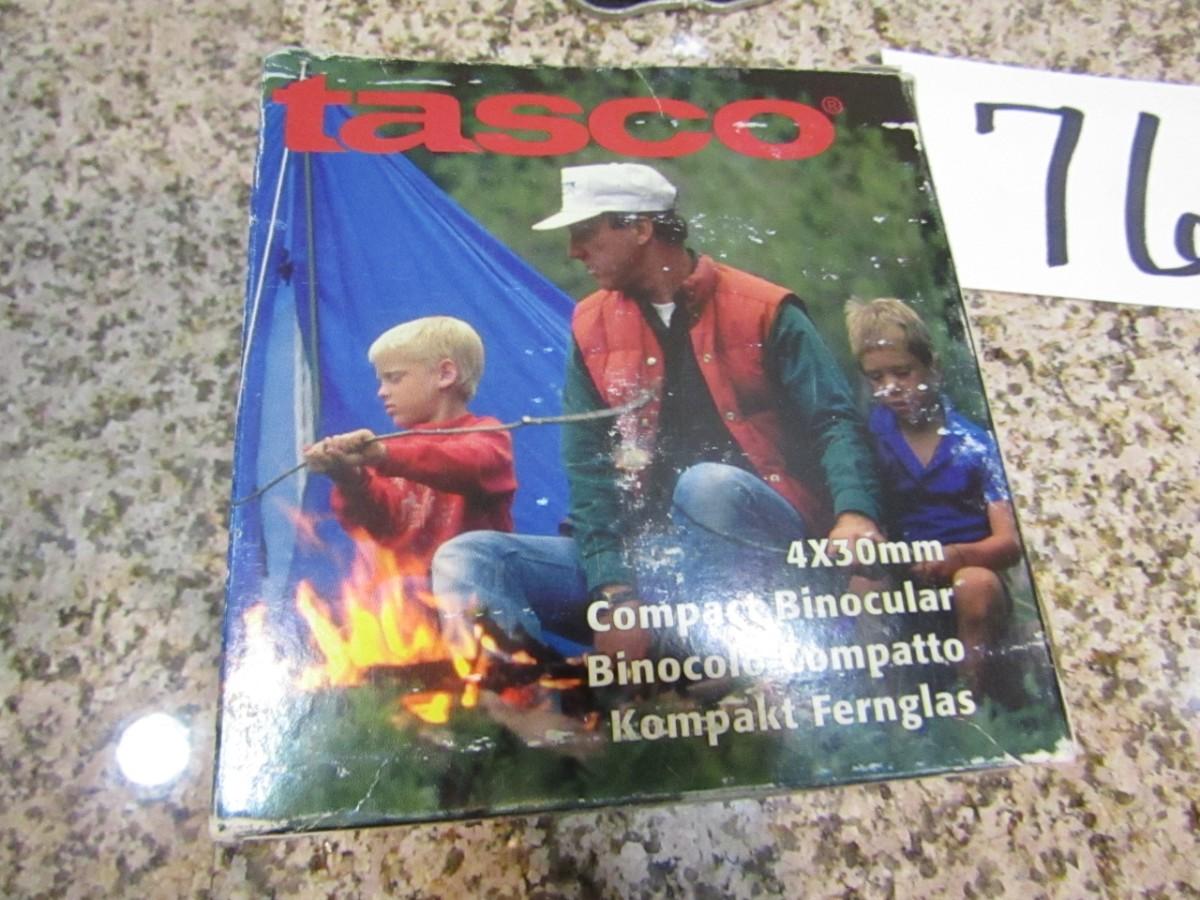 tasco®
76
4X30mm
Compact Binocular
Binocolo Compatto
Kompakt Fernglas